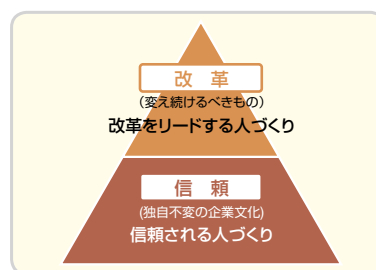 改 革
(変え続けるべきもの)
改革をリードする人づくり
信 頼
(独自不変の企業文化)
信頼される人づくり